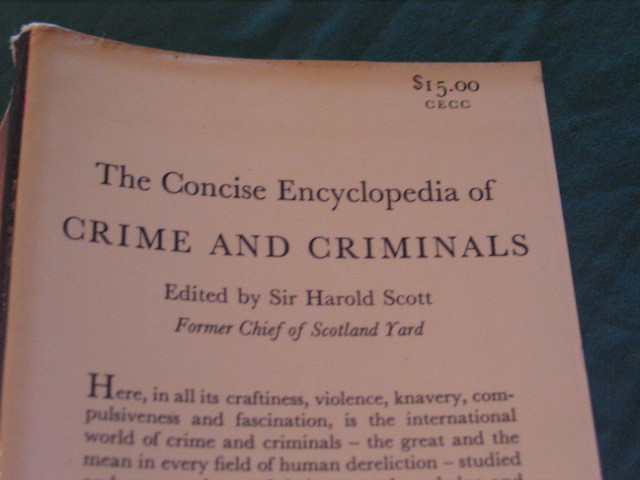 $15.00
CECC
The Concise Encyclopedia of
CRIME AND CRIMINALS
Edited by Sir Harold Scott
Former Chief of Scotland Yard
Here, in all its craftiness, violence, knavery, com-
pulsiveness and fascination, is the international
world of crime and criminals – the great and the
mean in every field of human dereliction – studied